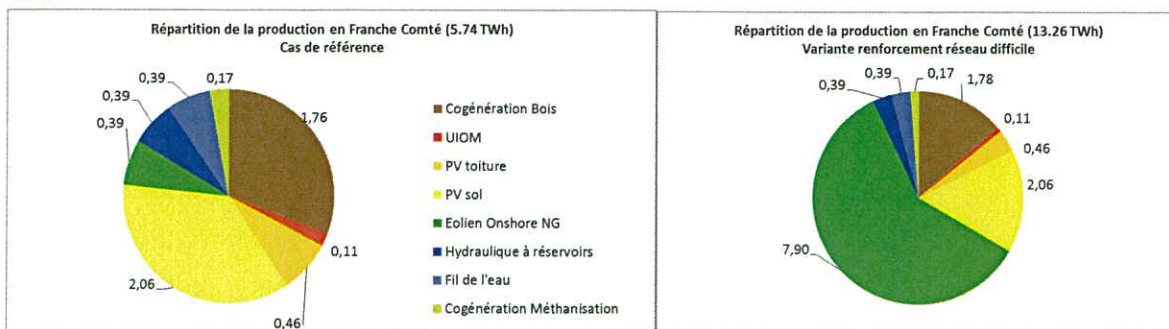 Répartition de la production en Franche Comté (5.74 TWh)
Cas de référence
0,17
0,39
0,39
0,39
1,76
0,11
0,46
2,06
Cogénération Bois
UIOM
PV toiture
PV sol
Eolien Onshore NG
Hydraulique à réservoirs
Fil de l'eau
Cogénération Méthanisation
Répartition de la production en Franche Comté (13.26 TWh)
Variante renforcement réseau difficile
0,39
0,39
0,17
1,78
0,11
0,46
2,06
7,90